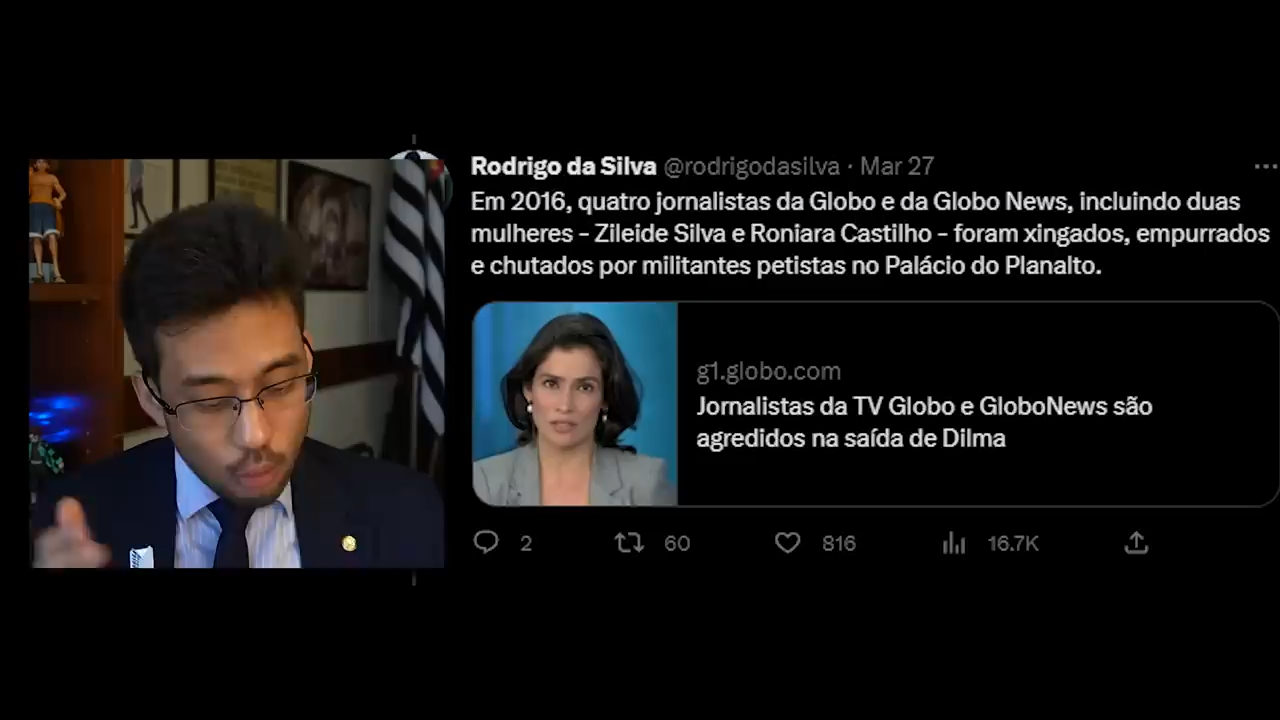 Rodrigo da Silva @rodrigodasilva · Mar 27
Em 2016, quatro jornalistas da Globo e da Globo News, incluindo duas
mulheres - Zileide Silva e Roniara Castilho - foram xingados, empurrados
e chutados por militantes petistas no Palácio do Planalto.
g1.globo.com
Jornalistas da TV Globo e GloboNews são
agredidos na saída de Dilma
2 60 816 16.7K